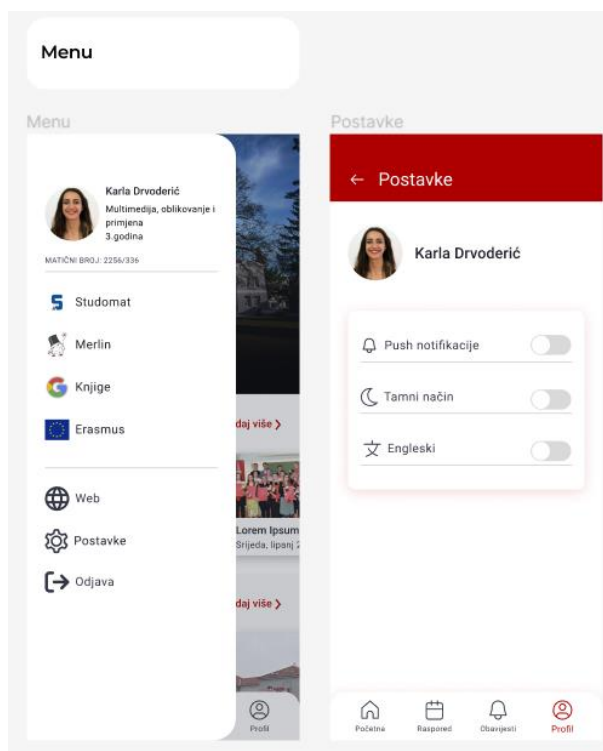 Menu
Menu
Karla Drvoderić
Multimedija, oblikovanje i
primjena
3.godina
MATIČNI BROJ: 2256/336
Studomat
Merlin
Knjige
Erasmus
Web
Postavke
Odjava
daj više >
Lorem Ipsum
Srijeda, lipanj 2
daj više >
Profil
Postavke
← Postavke
Karla Drvoderić
Push notifikacije
Tamni način
文 Engleski
Početna
Raspored
Obavijesti
Profil